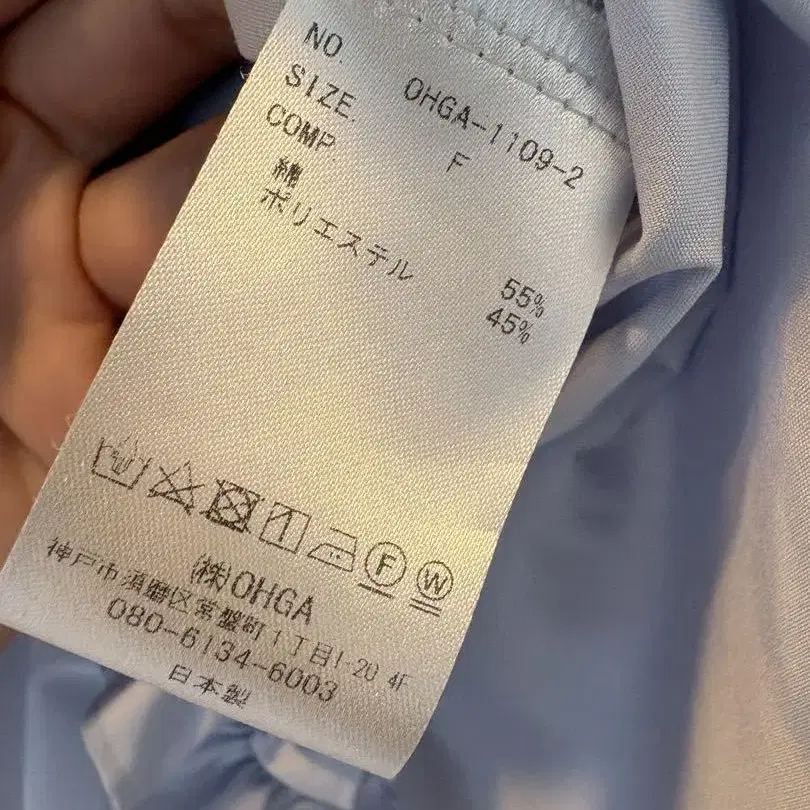 NO. OHGA-1109-2
SIZE. F
COMP.
綿 55%
ポリエステル 45%
F W
(株)OHGA
神戸市須磨区常盤町1丁目1-20 4F
080-6134-6003
日本製